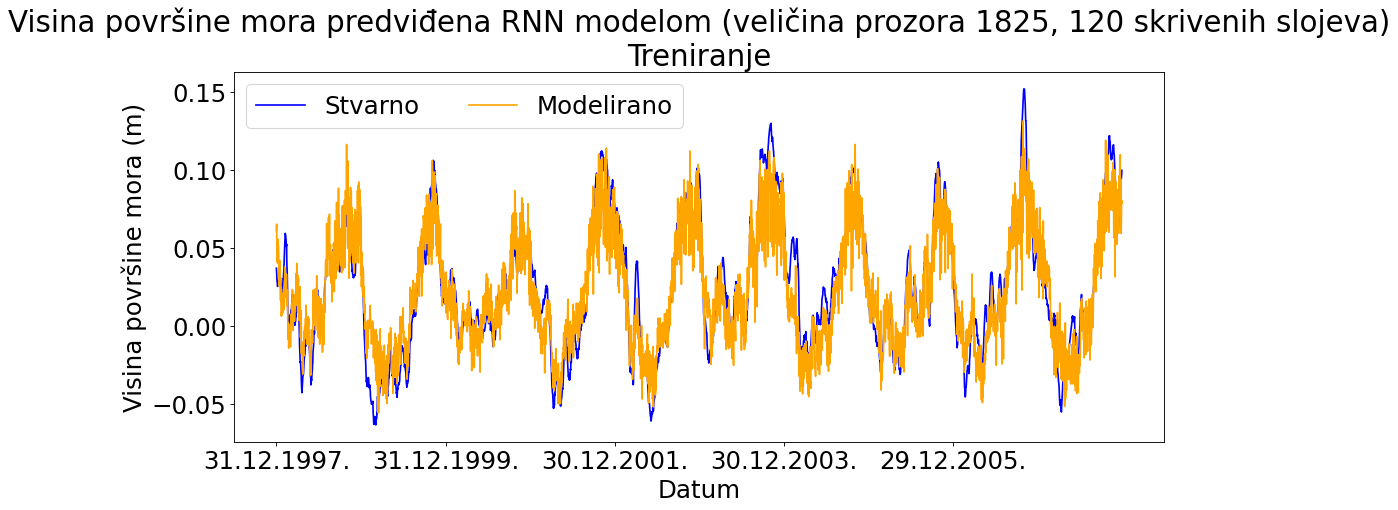 Visina površine mora predviđena RNN modelom (veličina prozora 1825, 120 skrivenih slojeva)
Treniranje
Stvarno Modelirano
Visina površine mora (m)
0.15
0.10
0.05
0.00
−0.05
31.12.1997. 31.12.1999. 30.12.2001. 30.12.2003. 29.12.2005.
Datum